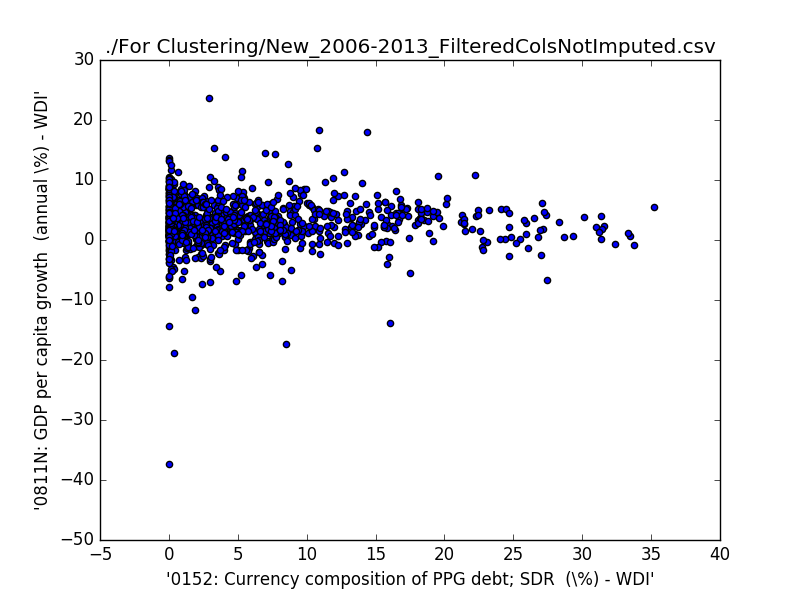 ./For Clustering/New_2006-2013_FilteredColsNotImputed.csv
30
20
10
0
−10
−20
−30
−40
−50
'0811N: GDP per capita growth  (annual \%) - WDI'
−5 0 5 10 15 20 25 30 35 40
'0152: Currency composition of PPG debt; SDR  (\%) - WDI'